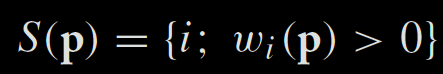 S(𝐩) = {i; wᵢ(𝐩) > 0}